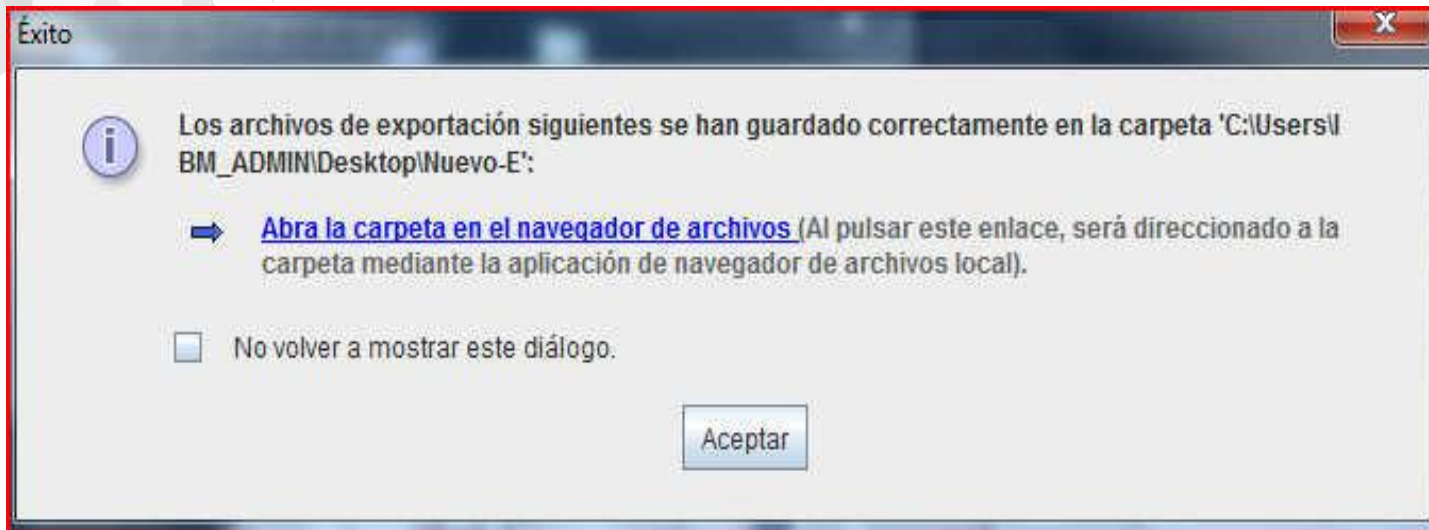 Éxito
Los archivos de exportación siguientes se han guardado correctamente en la carpeta 'C:\Users\I
BM_ADMIN\Desktop\Nuevo-E':
Abra la carpeta en el navegador de archivos (Al pulsar este enlace, será direccionado a la
carpeta mediante la aplicación de navegador de archivos local).
No volver a mostrar este diálogo.
Aceptar